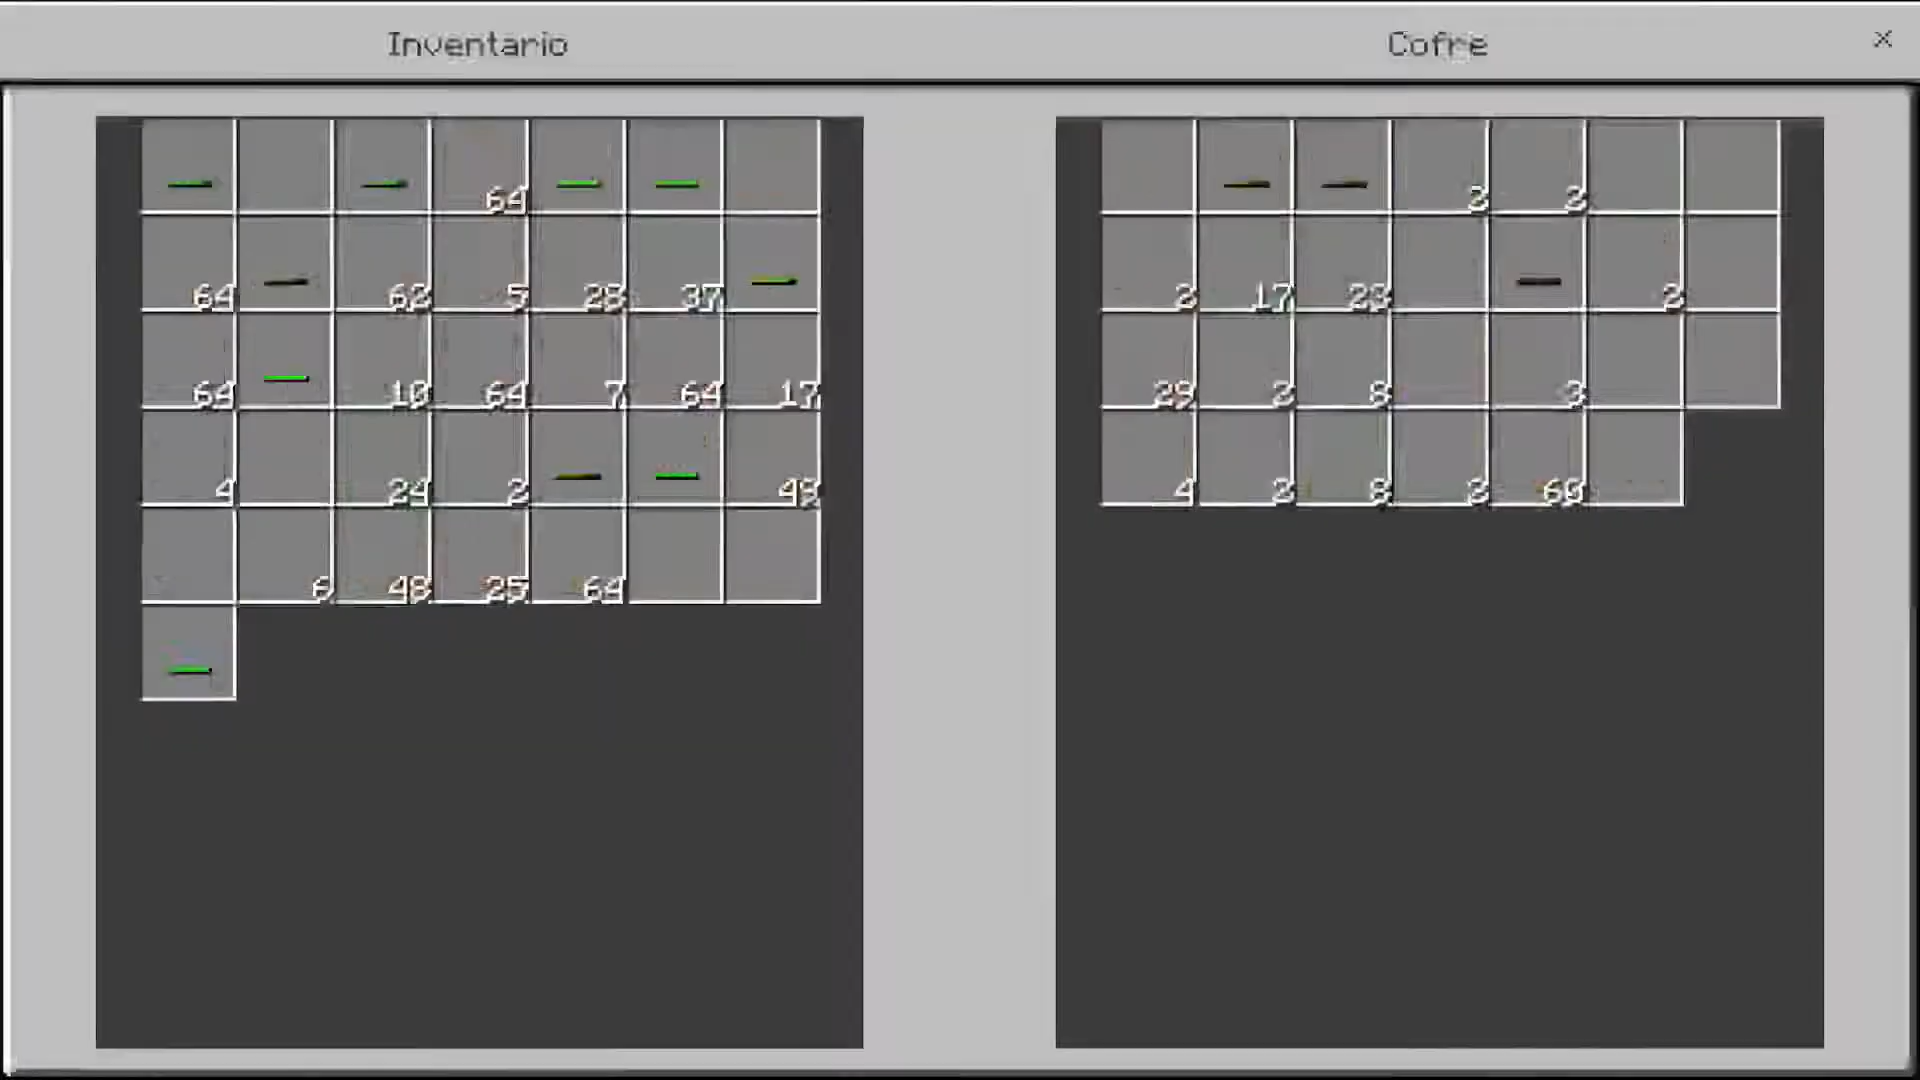 Inventario Cofre ×
64 2 2
64 62 5 28 37 2 17 23 2
64 10 64 7 64 17 29 2 8 3
4 24 2 49 4 2 8 2 60
6 48 25 64